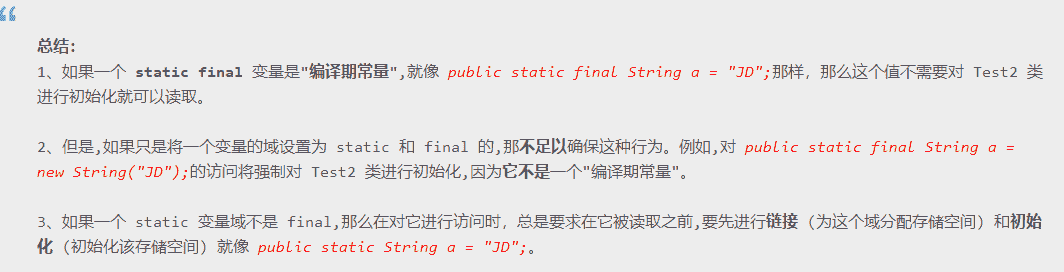 总结:
1、如果一个 static final 变量是"编译期常量",就像 public static final String a = "JD";那样，那么这个值不需要对 Test2 类
进行初始化就可以读取。
2、但是,如果只是将一个变量的域设置为 static 和 final 的,那不足以确保这种行为。例如,对 public static final String a =
new String("JD");的访问将强制对 Test2 类进行初始化,因为它不是一个"编译期常量"。
3、如果一个 static 变量域不是 final,那么在对它进行访问时，总是要求在它被读取之前,要先进行链接（为这个域分配存储空间）和初始
化（初始化该存储空间）就像 public static String a = "JD";。